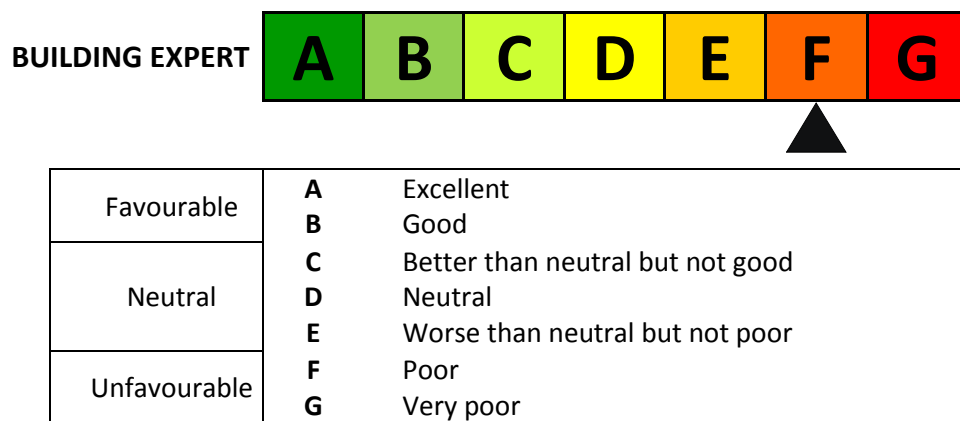 BUILDING EXPERT A B C D E F G
Favourable
A Excellent
B Good
Neutral
C Better than neutral but not good
D Neutral
E Worse than neutral but not poor
Unfavourable
F Poor
G Very poor